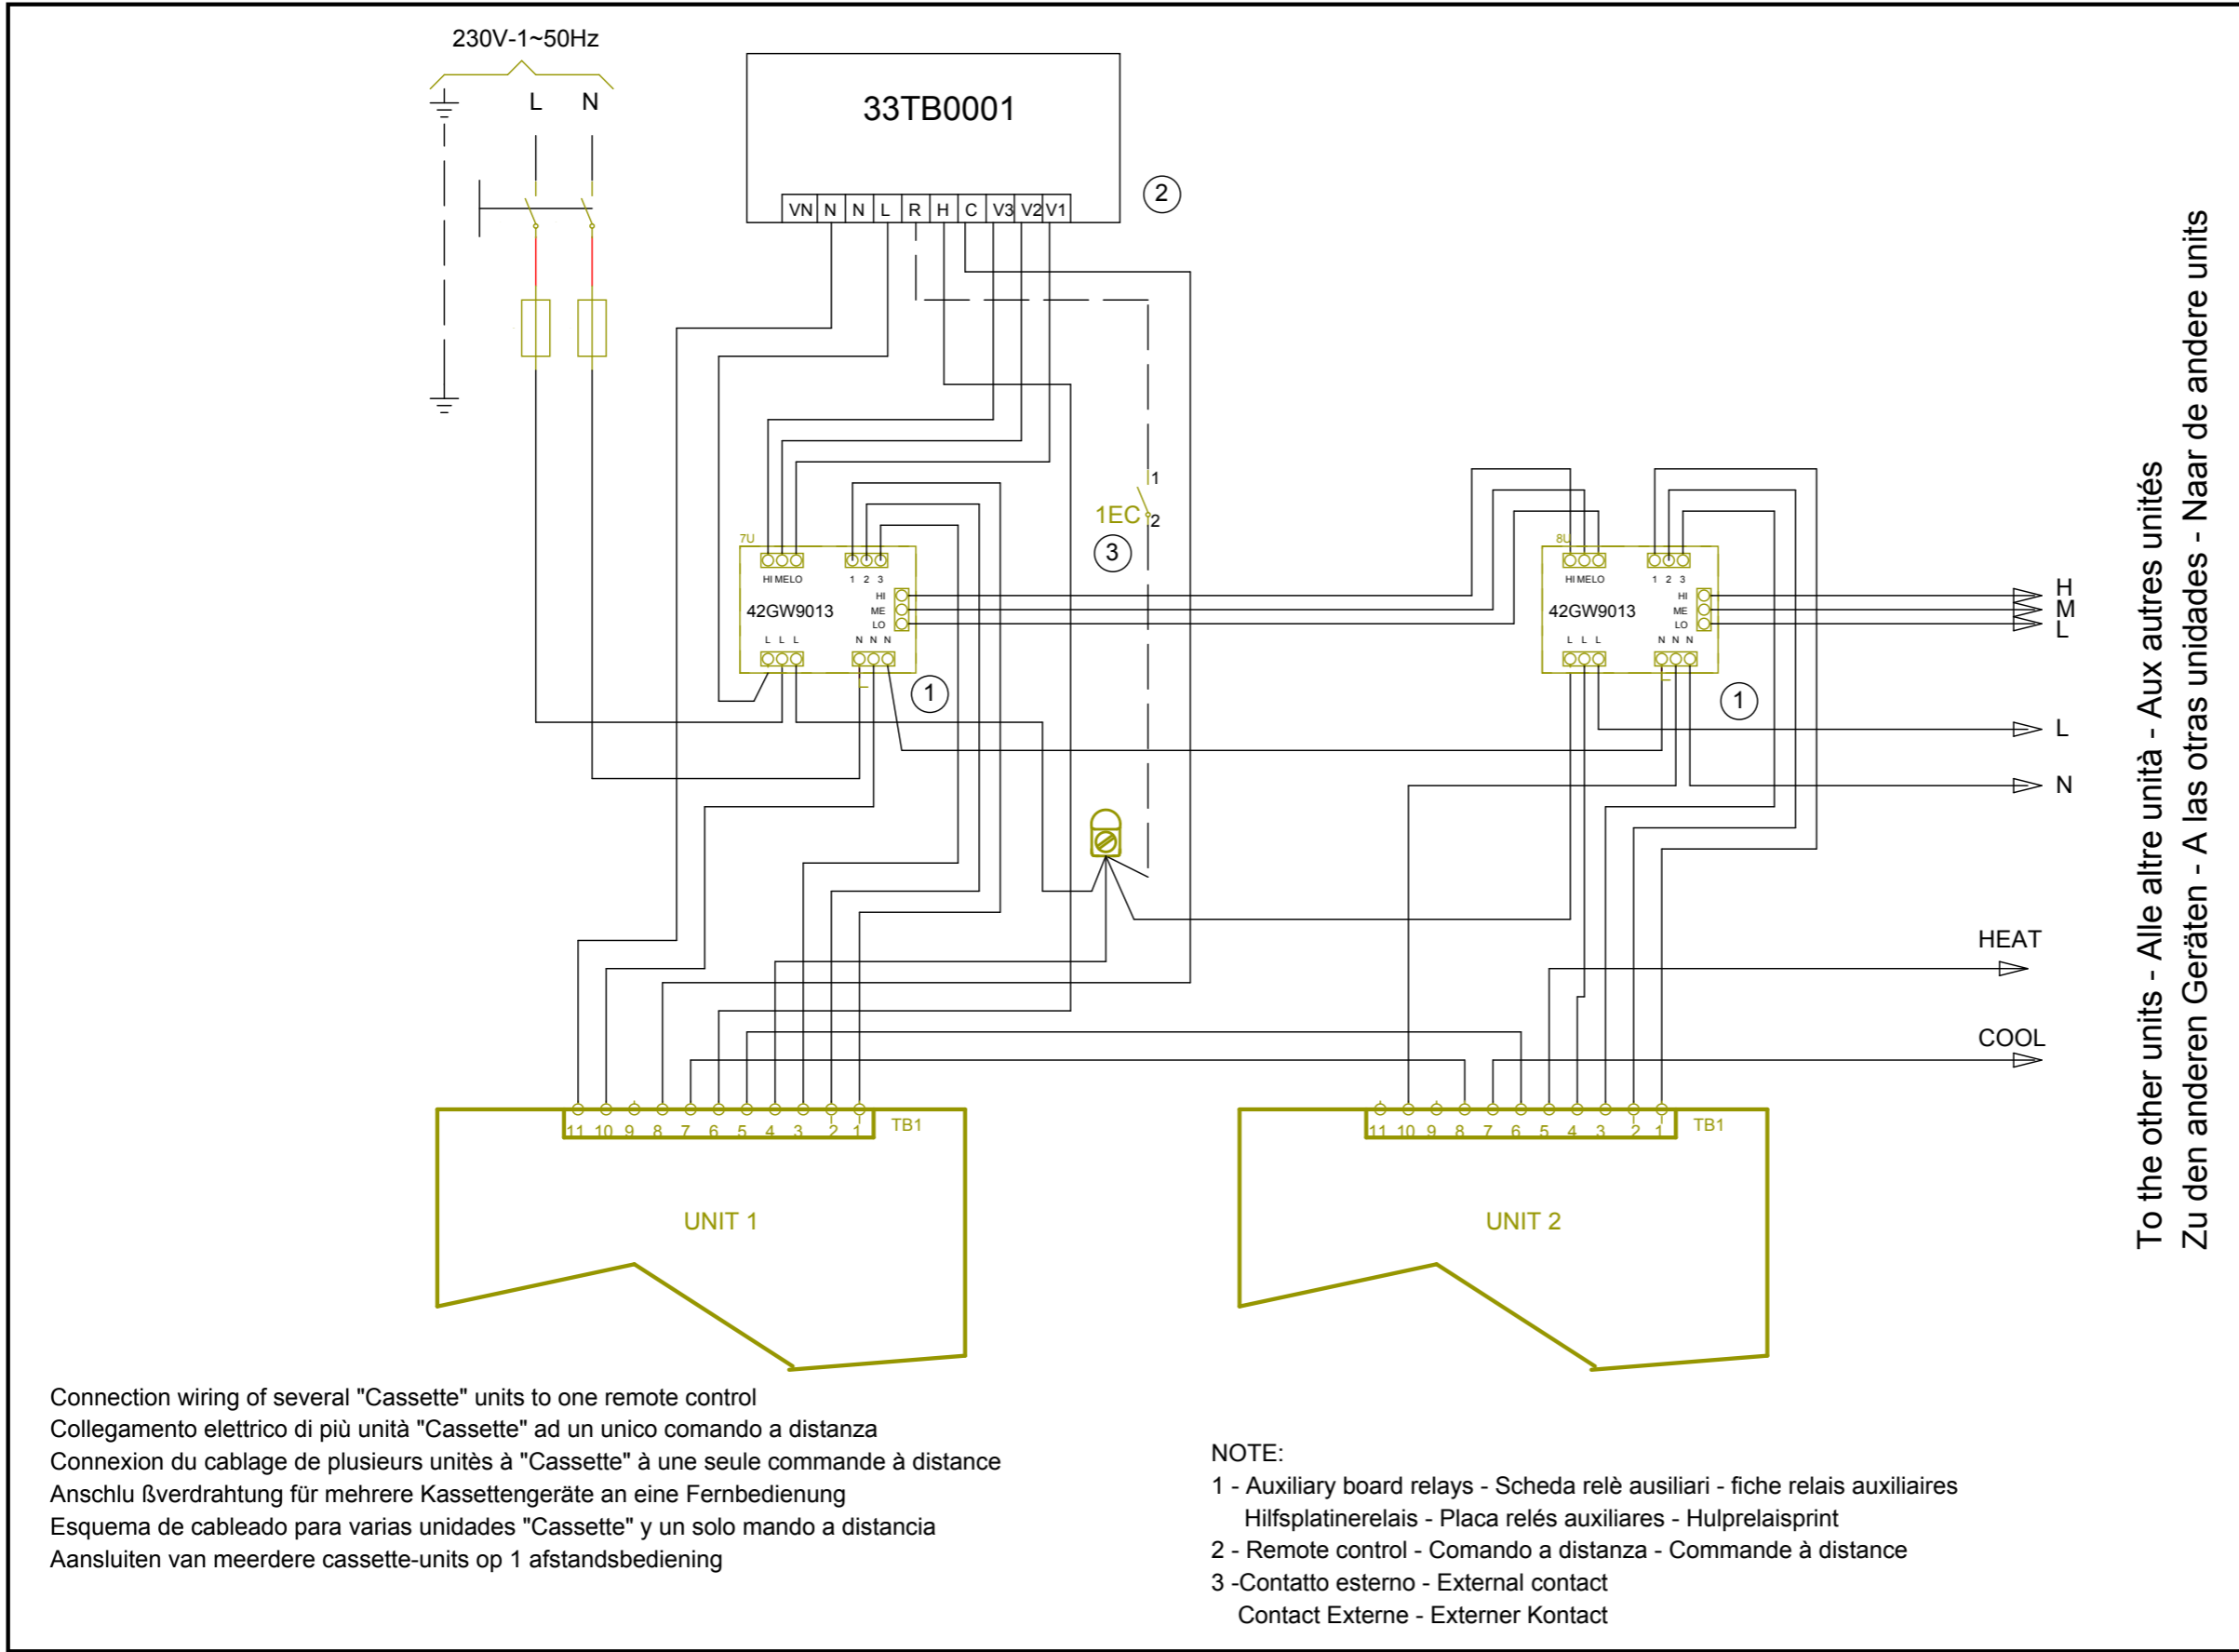 230V-1~50Hz
L N
33TB0001
VN N N L R H C V3 V2 V1
2
1
1EC 2
3
7U
HI ME LO 1 2 3
HI
42GW9013 ME
LO
L L L N N N
L
1
8U
HI ME LO 1 2 3
HI
42GW9013 ME
LO
L L L N N N
L
1
H
M
L
L
N
HEAT
COOL
11 10 9 8 7 6 5 4 3 2 1 TB1
UNIT 1
11 10 9 8 7 6 5 4 3 2 1 TB1
UNIT 2
To the other units - Alle altre unità - Aux autres unités
Zu den anderen Geräten - A las otras unidades - Naar de andere units
Connection wiring of several "Cassette" units to one remote control
Collegamento elettrico di più unità "Cassette" ad un unico comando a distanza
Connexion du cablage de plusieurs unitès à "Cassette" à une seule commande à distance
Anschlu ßverdrahtung für mehrere Kassettengeräte an eine Fernbedienung
Esquema de cableado para varias unidades "Cassette" y un solo mando a distancia
Aansluiten van meerdere cassette-units op 1 afstandsbediening
NOTE:
1 - Auxiliary board relays - Scheda relè ausiliari - fiche relais auxiliaires
Hilfsplatinerelais - Placa relés auxiliares - Hulprelaisprint
2 - Remote control - Comando a distanza - Commande à distance
3 -Contatto esterno - External contact
Contact Externe - Externer Kontact